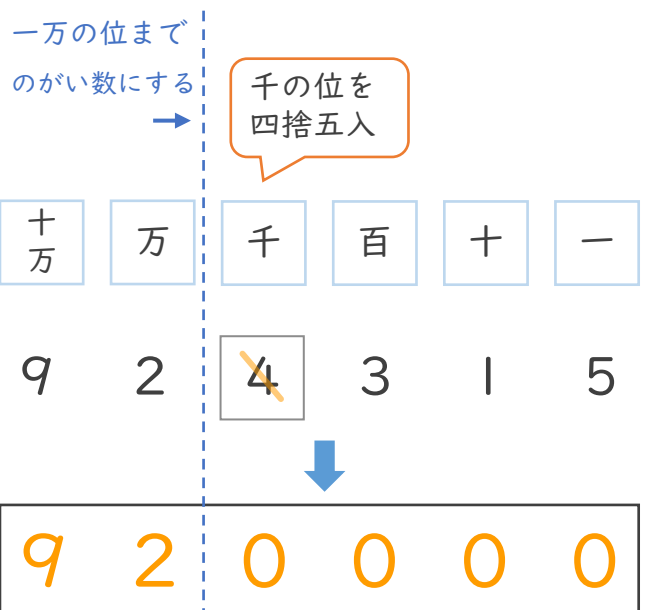 一万の位まで
のがい数にする
千の位を
四捨五入
十万 万 千 百 十 一
9 2 4 3 1 5
9 2 0 0 0 0